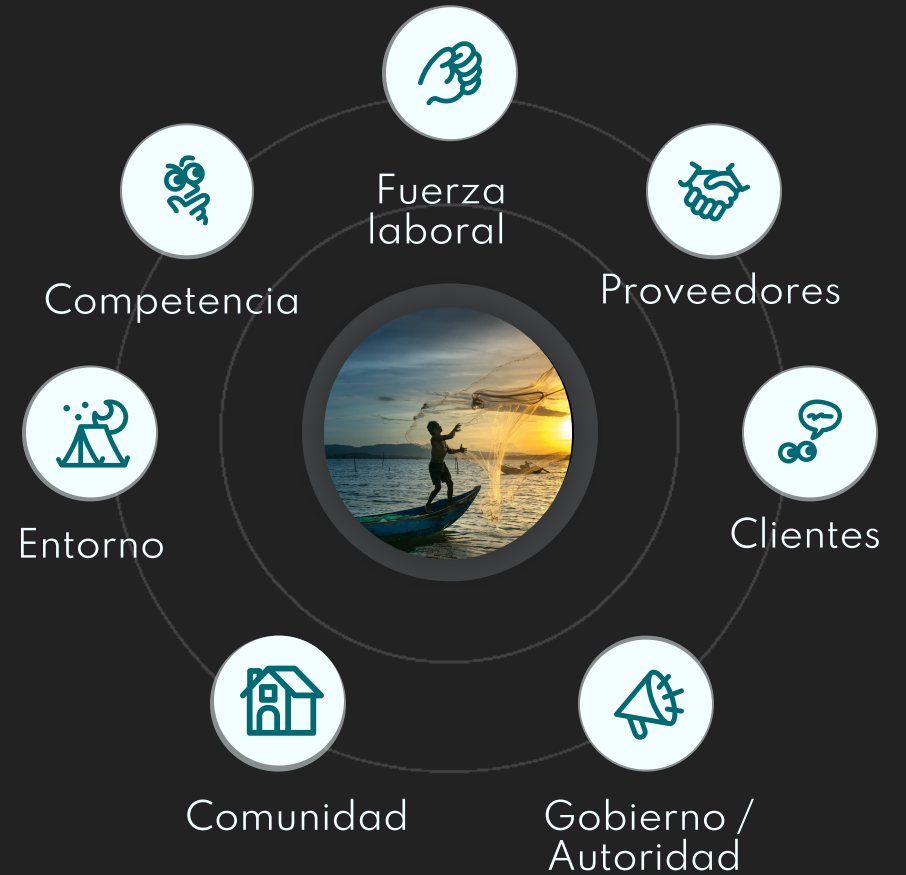 Fuerza
laboral
Competencia
Proveedores
Entorno
Clientes
Comunidad
Gobierno /
Autoridad